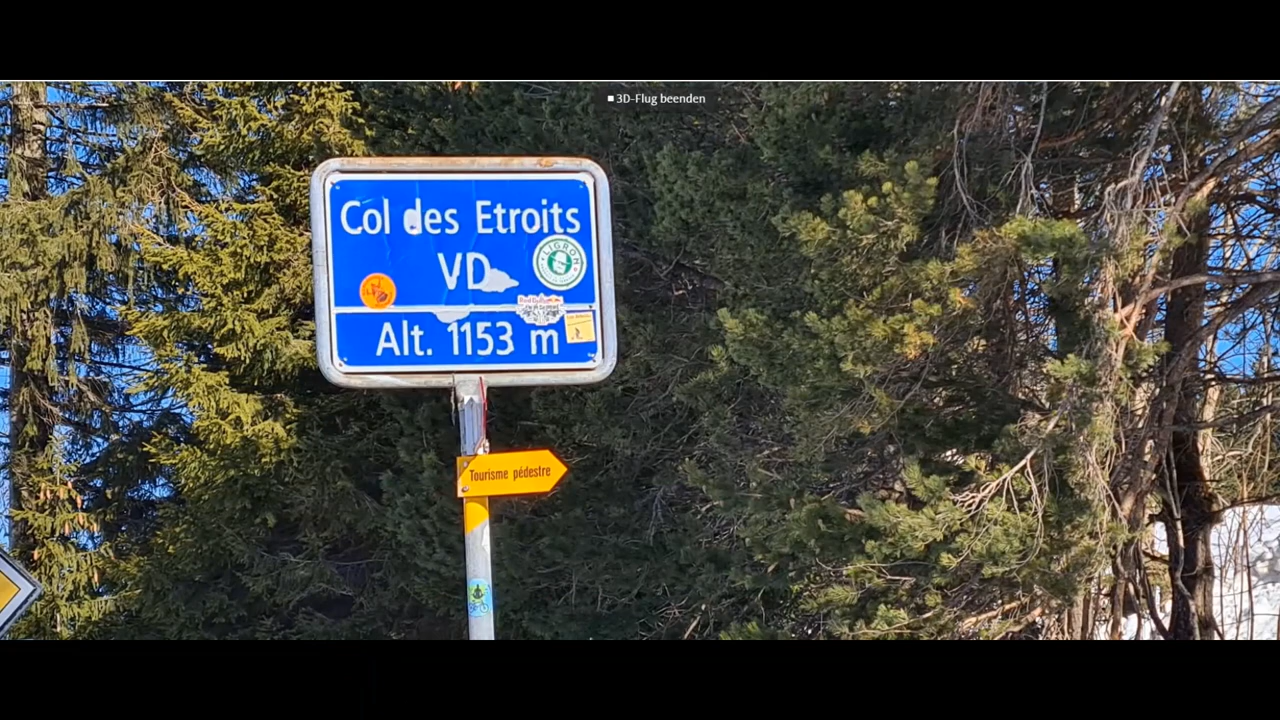 3D-Flug beenden
Col des Etroits
VD
Alt. 1153 m
Tourisme pédestre